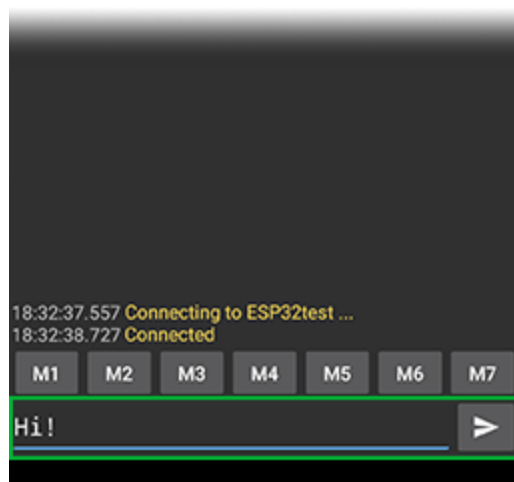 18:32:37.557 Connecting to ESP32test ...
18:32:38.727 Connected
M1 M2 M3 M4 M5 M6 M7
Hi!